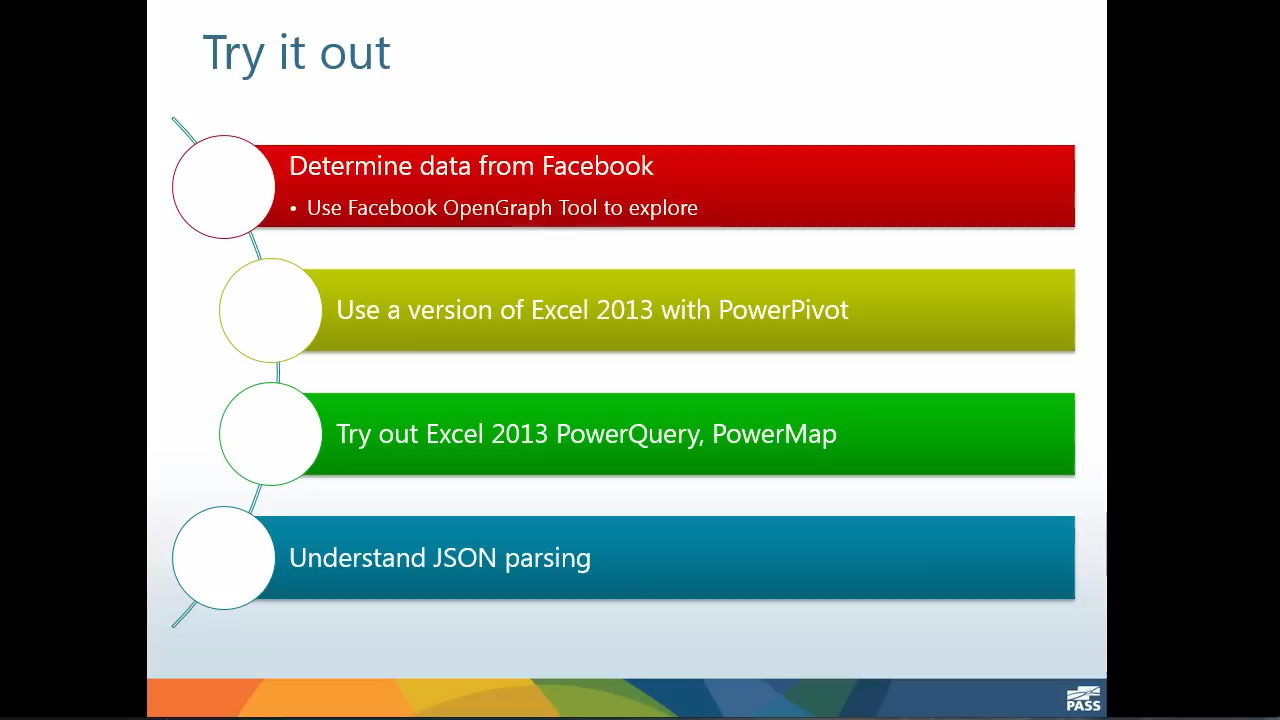 Try it out
Determine data from Facebook
• Use Facebook OpenGraph Tool to explore
Use a version of Excel 2013 with PowerPivot
Try out Excel 2013 PowerQuery, PowerMap
Understand JSON parsing
PASS